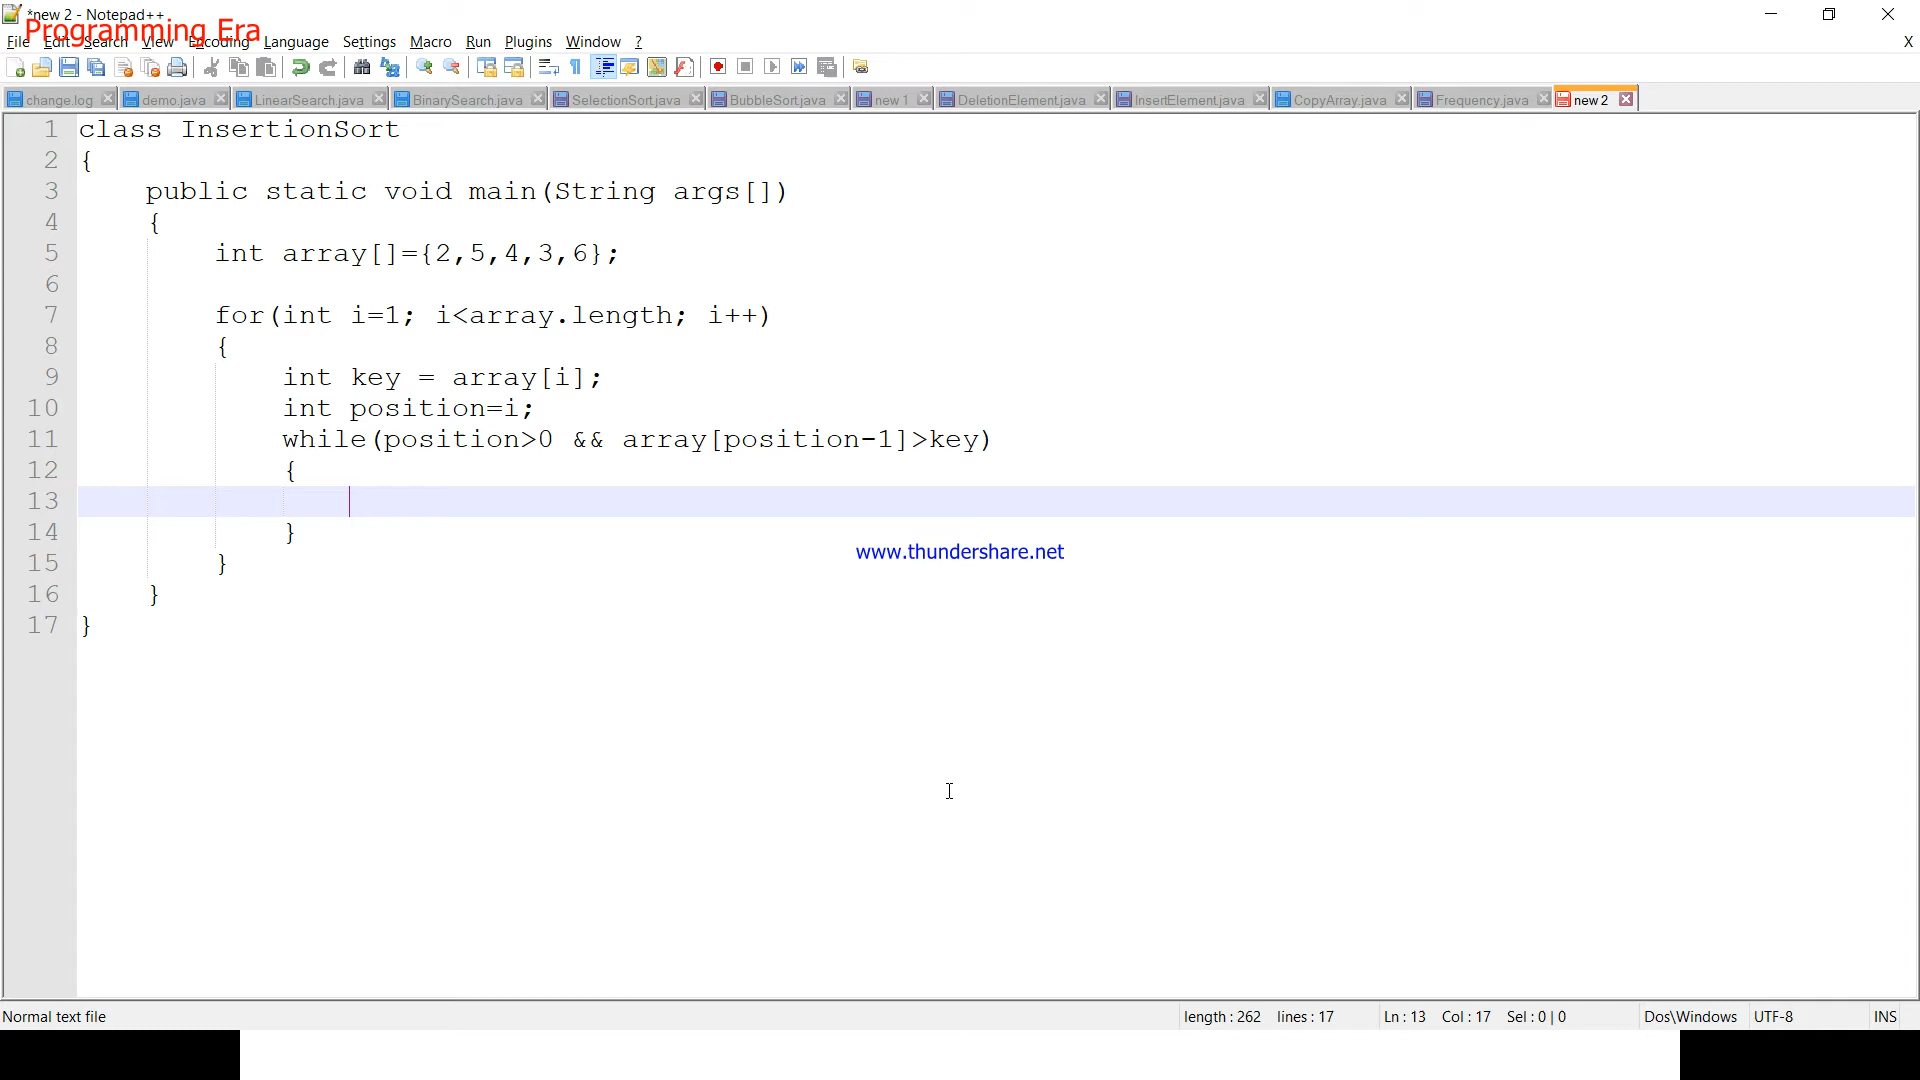 *new 2 - Notepad++
Programming Era
File Edit Search View Encoding Language Settings Macro Run Plugins Window ? X
change.log demo.java LinearSearch.java BinarySearch.java SelectionSort.java BubbleSort.java new 1 DeletionElement.java InsertElement.java CopyArray.java Frequency.java new 2
1 class InsertionSort
2 {
3 public static void main(String args[])
4 {
5 int array[]={2,5,4,3,6};
6
7 for(int i=1; i<array.length; i++)
8 {
9 int key = array[i];
10 int position=i;
11 while(position>0 && array[position-1]>key)
12 {
13
14 }
www.thundershare.net
15 }
16 }
17 }
Normal text file length : 262 lines : 17 Ln : 13 Col : 17 Sel : 0 | 0 Dos\Windows UTF-8 INS